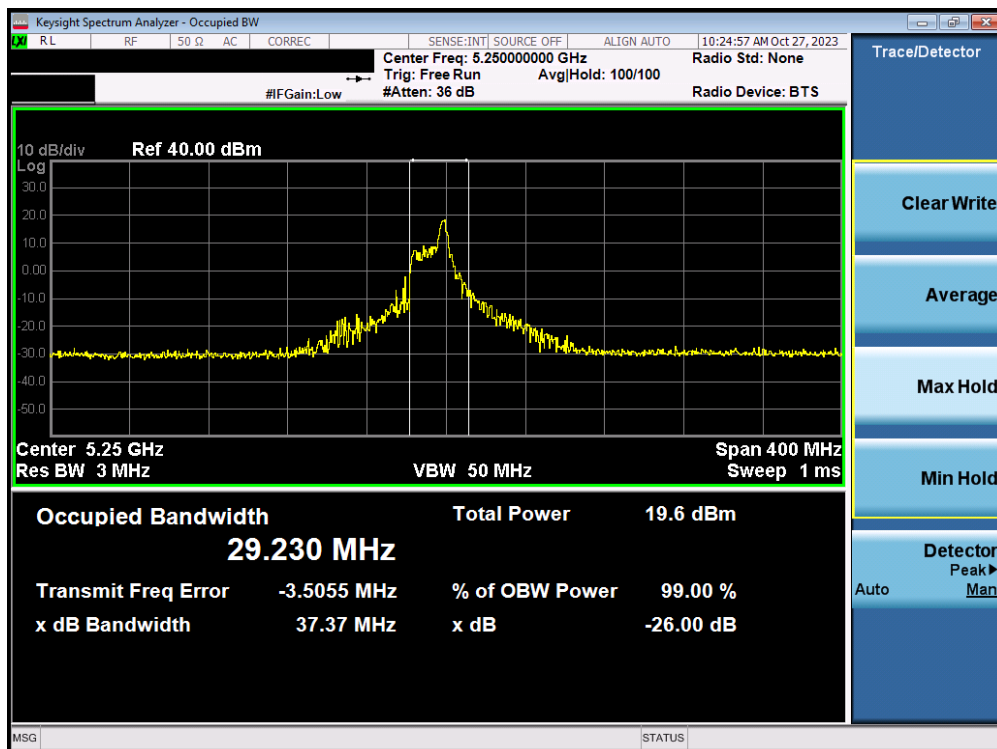 Keysight Spectrum Analyzer - Occupied BW
LXI RL RF 50 Ω AC CORREC SENSE:INT SOURCE OFF ALIGN AUTO 10:24:57 AM Oct 27, 2023
Center Freq: 5.250000000 GHz Radio Std: None
Trig: Free Run Avg|Hold: 100/100
#IFGain:Low #Atten: 36 dB Radio Device: BTS
Trace/Detector
10 dB/div Ref 40.00 dBm
Log
30.0
20.0
10.0
0.00
-10.0
-20.0
-30.0
-40.0
-50.0
Center 5.25 GHz Span 400 MHz
Res BW 3 MHz VBW 50 MHz Sweep 1 ms
Occupied Bandwidth Total Power 19.6 dBm
29.230 MHz
Transmit Freq Error -3.5055 MHz % of OBW Power 99.00 %
x dB Bandwidth 37.37 MHz x dB -26.00 dB
Clear Write
Average
Max Hold
Min Hold
Detector
Peak▶
Auto Man
MSG STATUS